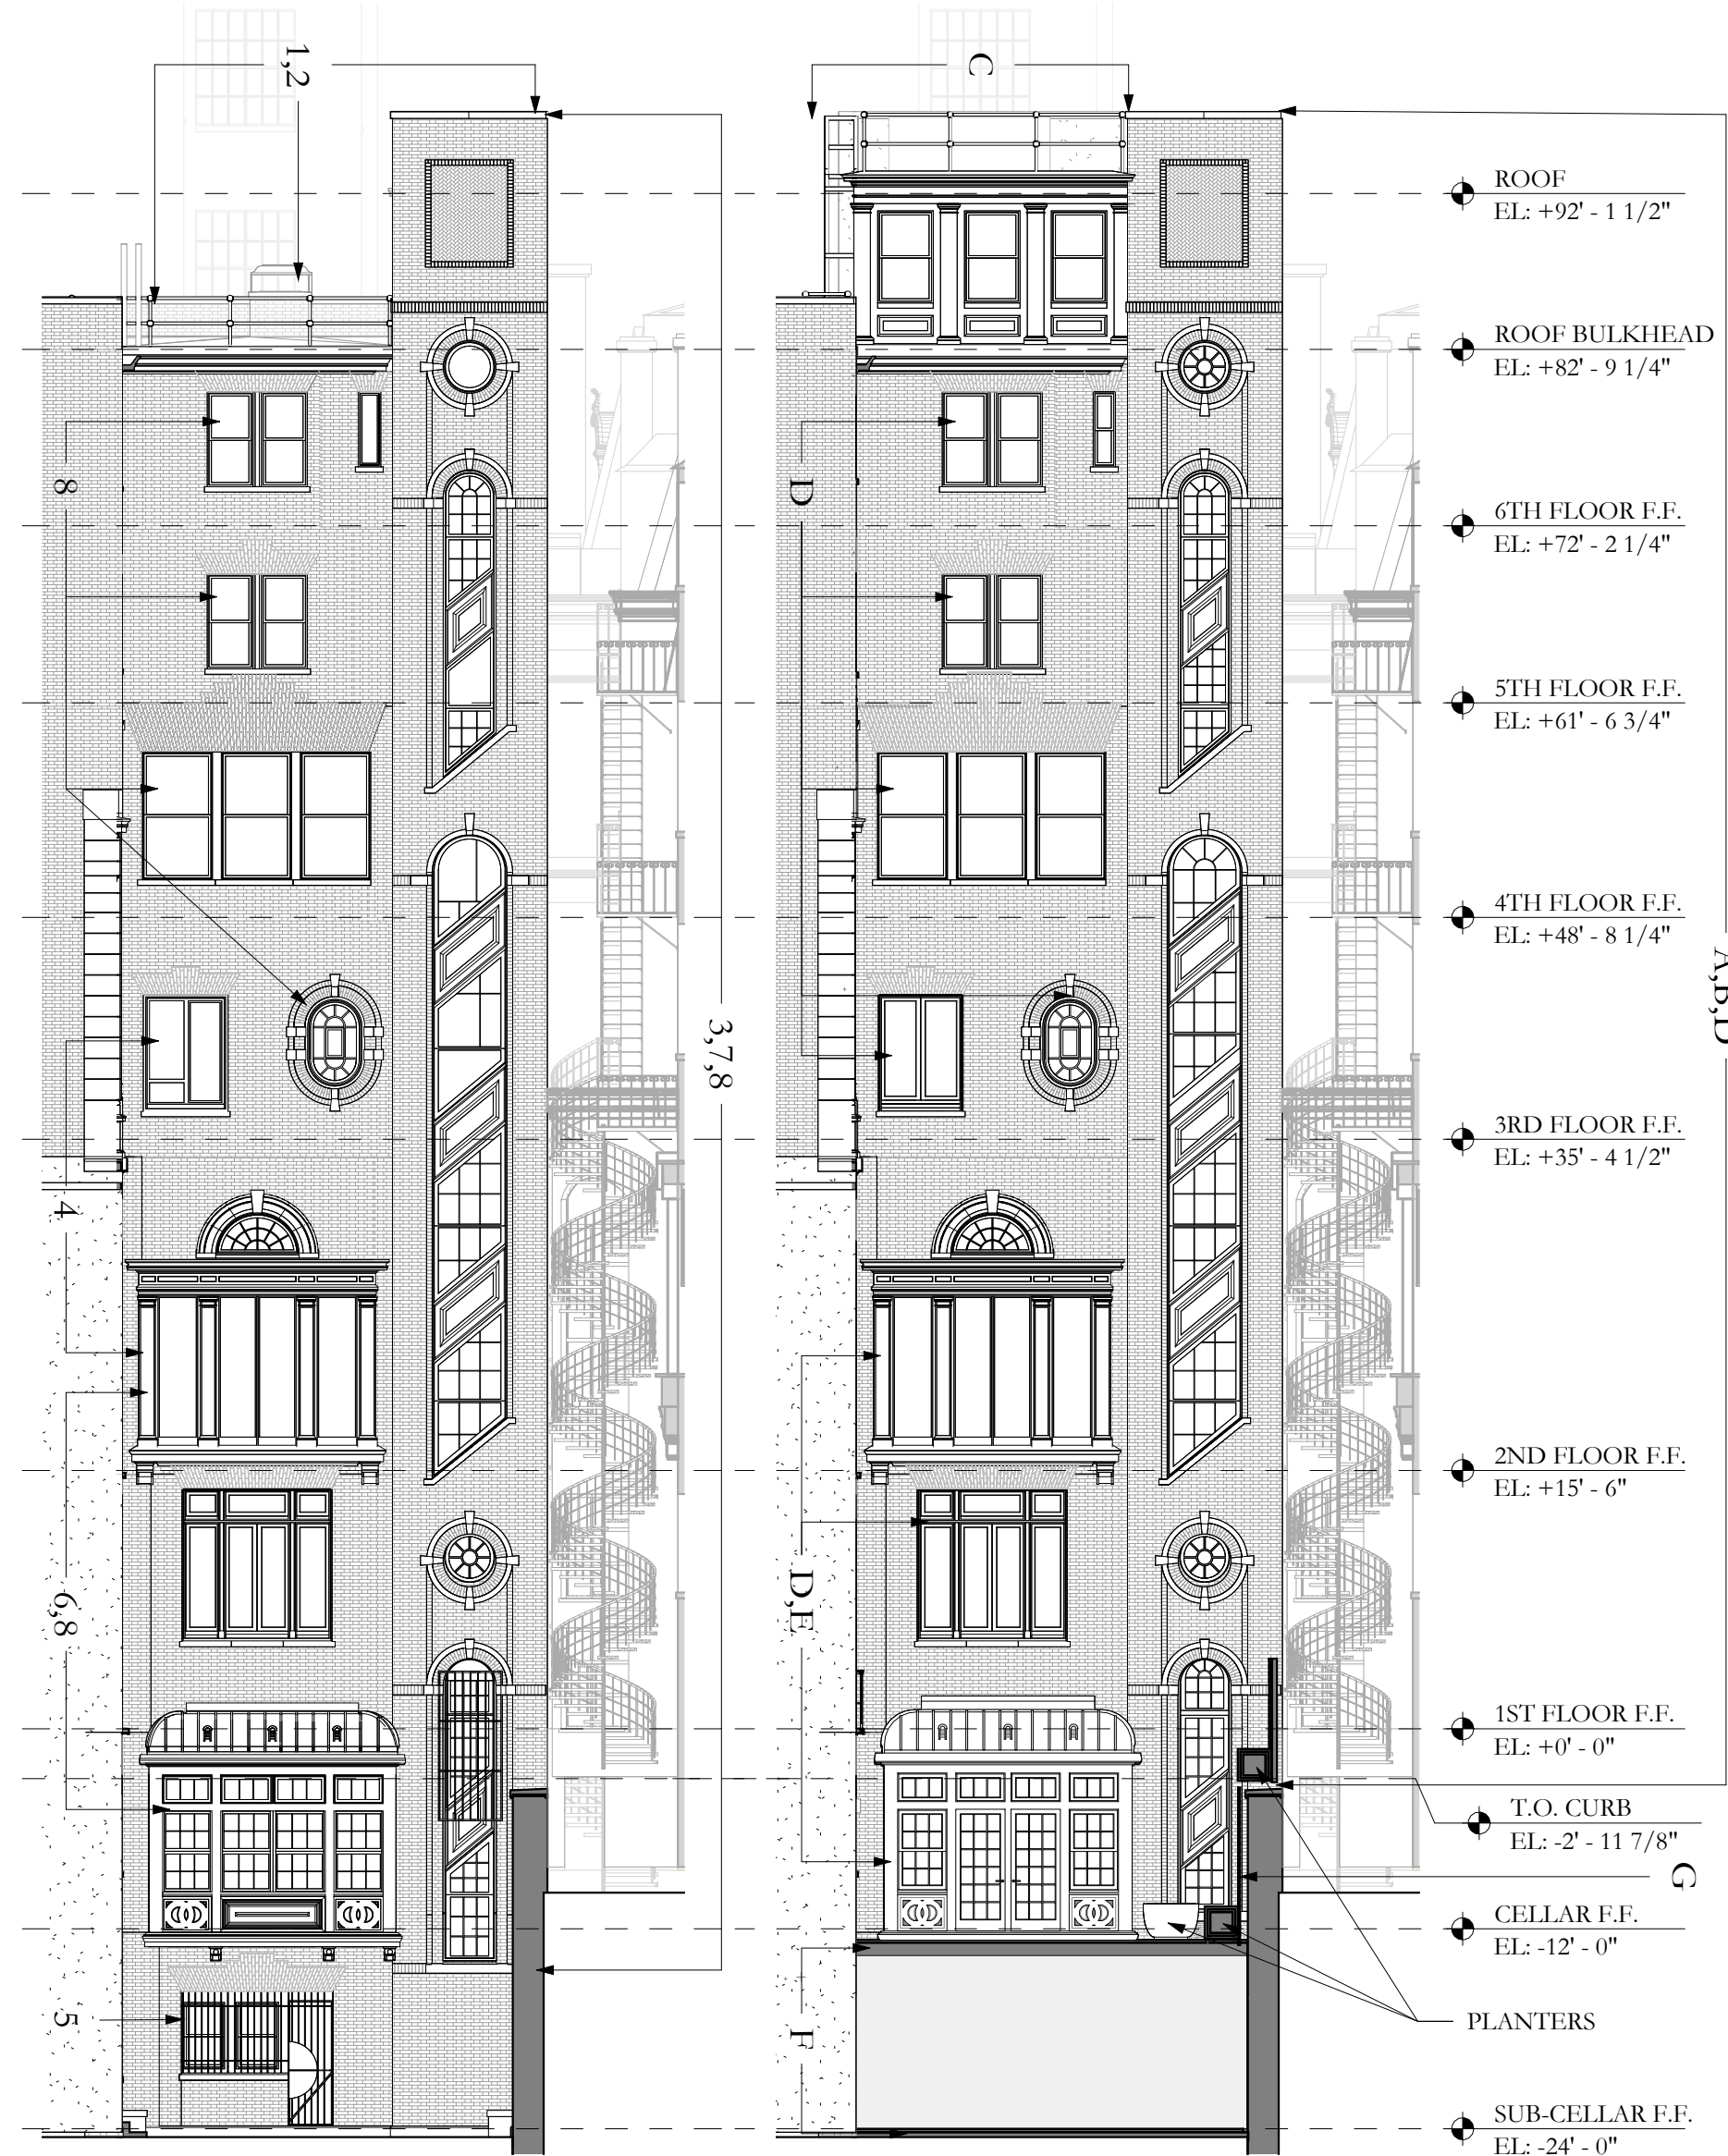 1,2
C
ROOF
EL: +92' - 1 1/2"
ROOF BULKHEAD
EL: +82' - 9 1/4"
8
D
6TH FLOOR F.F.
EL: +72' - 2 1/4"
5TH FLOOR F.F.
EL: +61' - 6 3/4"
4TH FLOOR F.F.
EL: +48' - 8 1/4"
A,B,D
3,7,8
3RD FLOOR F.F.
EL: +35' - 4 1/2"
4
2ND FLOOR F.F.
EL: +15' - 6"
6,8
D,E
1ST FLOOR F.F.
EL: +0' - 0"
T.O. CURB
EL: -2' - 11 7/8"
G
CELLAR F.F.
EL: -12' - 0"
5
F
PLANTERS
SUB-CELLAR F.F.
EL: -24' - 0"